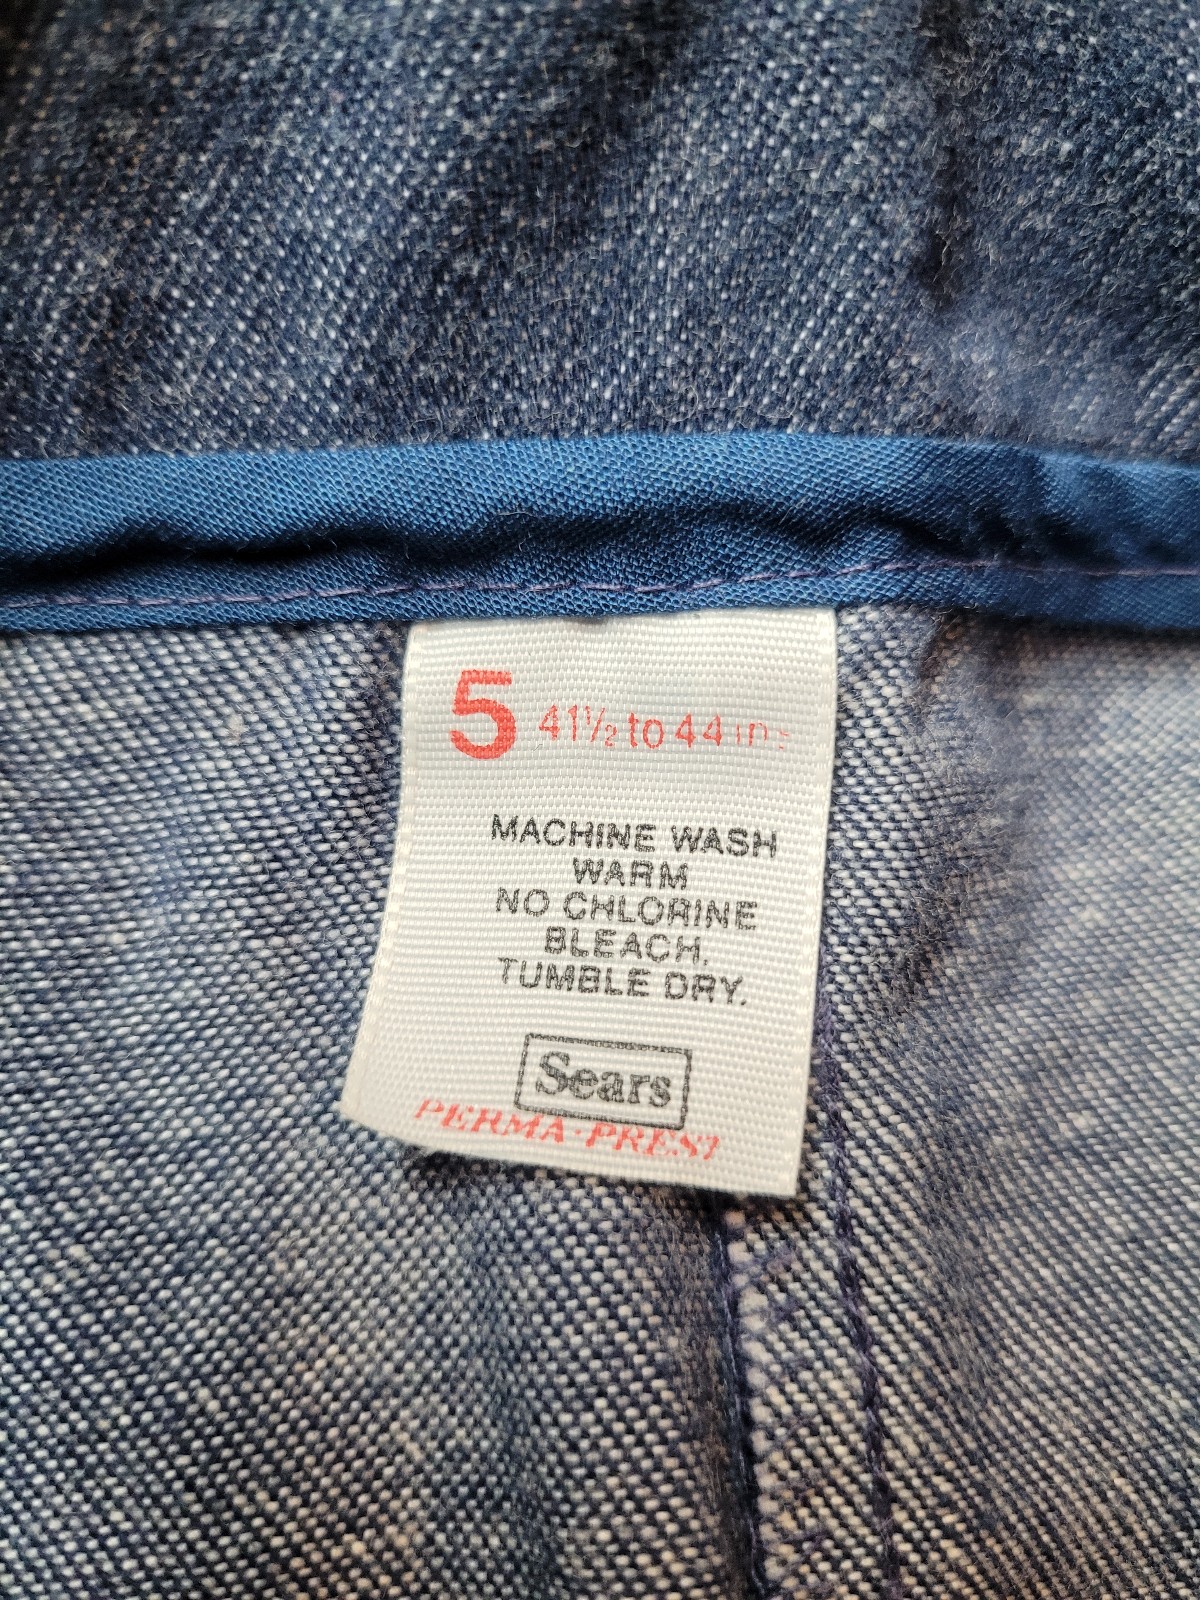 5 41½ to 44 in.
MACHINE WASH
WARM
NO CHLORINE
BLEACH.
TUMBLE DRY.
Sears
PERMA·PREST